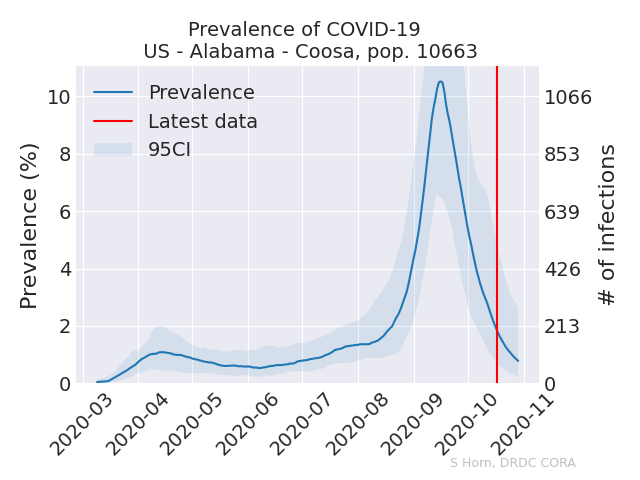 Prevalence of COVID-19
US - Alabama - Coosa, pop. 10663
Prevalence
Latest data
95CI
Prevalence (%)
10
8
6
4
2
0
1066
853
639
426
213
0
# of infections
2020-03
2020-04
2020-05
2020-06
2020-07
2020-08
2020-09
2020-10
2020-11
S Horn, DRDC CORA